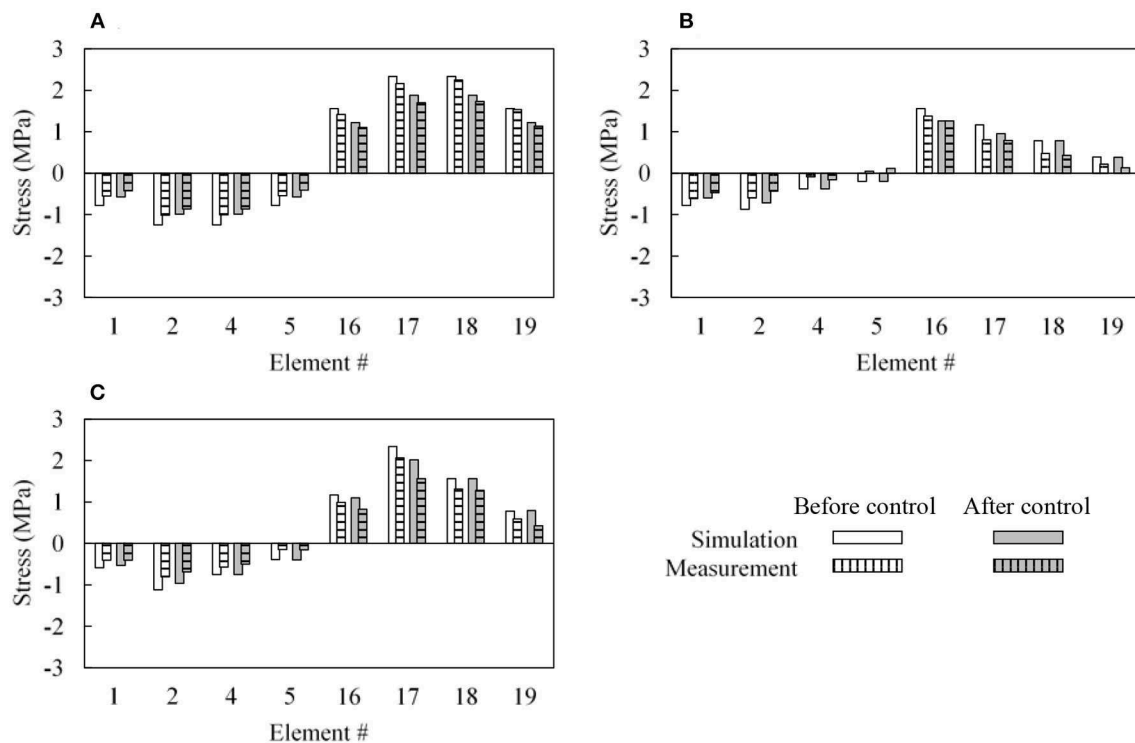 A
3
2
1
0
-1
-2
-3
Stress (MPa)
1 2 4 5 16 17 18 19
Element #
B
3
2
1
0
-1
-2
-3
Stress (MPa)
1 2 4 5 16 17 18 19
Element #
C
3
2
1
0
-1
-2
-3
Stress (MPa)
1 2 4 5 16 17 18 19
Element #
Before control After control
Simulation
Measurement